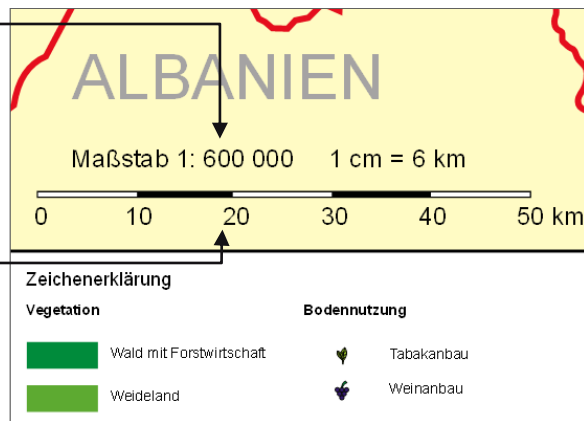 ALBANIEN
Maßstab 1: 600 000 1 cm = 6 km
0 10 20 30 40 50 km
Zeichenerklärung
Vegetation Bodennutzung
Wald mit Forstwirtschaft Tabakanbau
Weideland Weinanbau